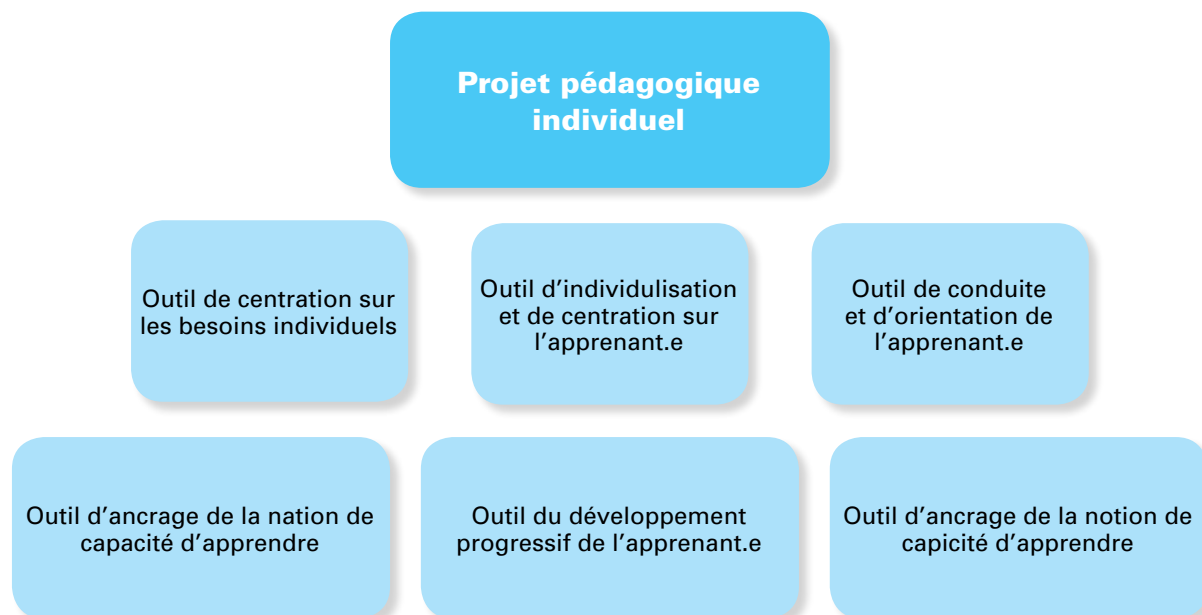 Projet pédagogique
individuel
Outil de centration sur
les besoins individuels
Outil d’individulisation
et de centration sur
l’apprenant.e
Outil de conduite
et d’orientation de
l’apprenant.e
Outil d’ancrage de la nation de
capacité d’apprendre
Outil du développement
progressif de l’apprenant.e
Outil d’ancrage de la notion de
capicité d’apprendre